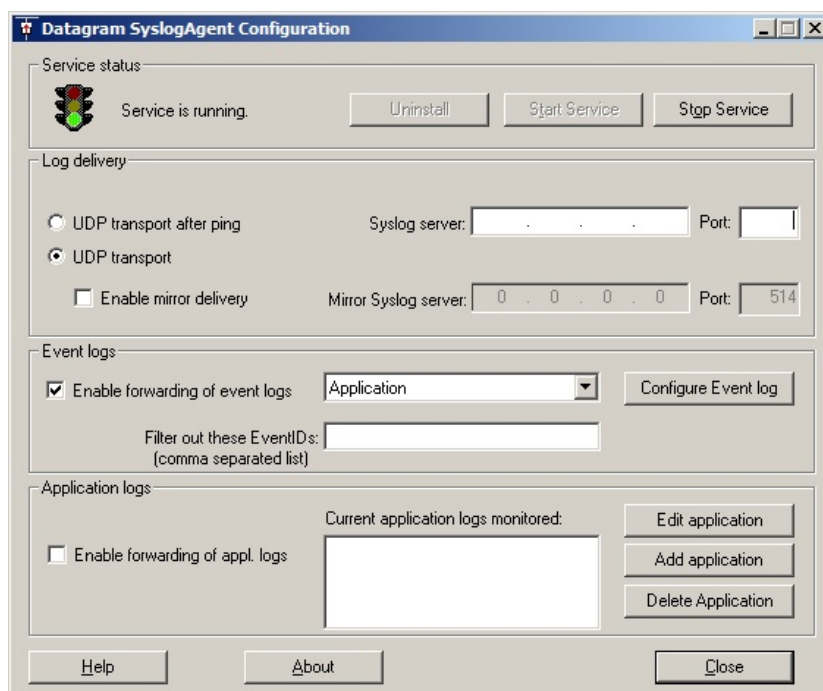 Datagram SyslogAgent Configuration
Service status
Service is running.
Uninstall
Start Service
Stop Service
Log delivery
UDP transport after ping
Syslog server: . . . Port:
UDP transport
Enable mirror delivery
Mirror Syslog server: 0 . 0 . 0 . 0 Port: 514
Event logs
Enable forwarding of event logs
Application
Configure Event log
Filter out these EventIDs:
(comma separated list)
Application logs
Current application logs monitored:
Edit application
Enable forwarding of appl. logs
Add application
Delete Application
Help
About
Close